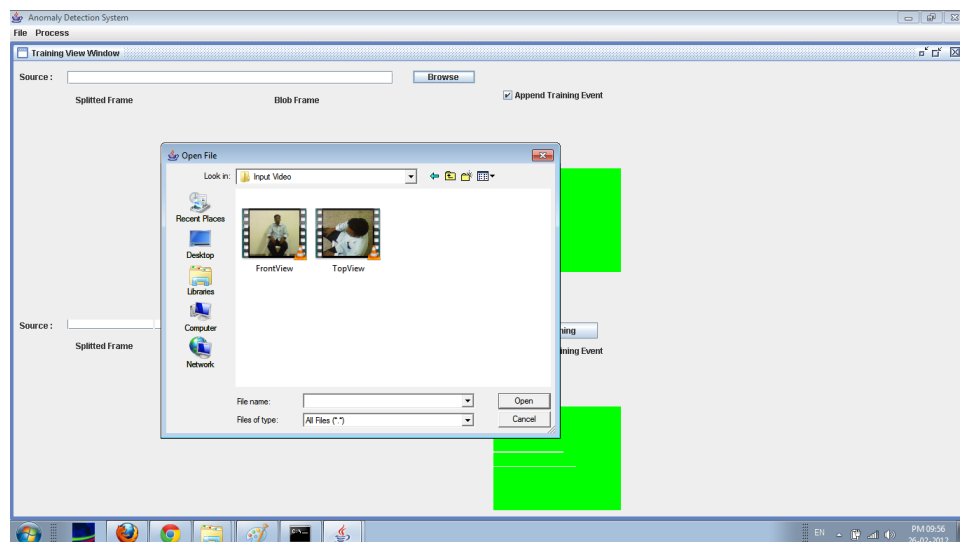 Anomaly Detection System
File Process
Training View Window
Source : Browse
Splitted Frame Blob Frame Append Training Event
Open File
Look in: Input Video
Recent Places
Desktop
Libraries
Computer
Network
FrontView TopView
Source : ning
Splitted Frame ining Event
File name: Open
Files of type: All Files (*.*) Cancel
EN PM 09:56
26-02-2012